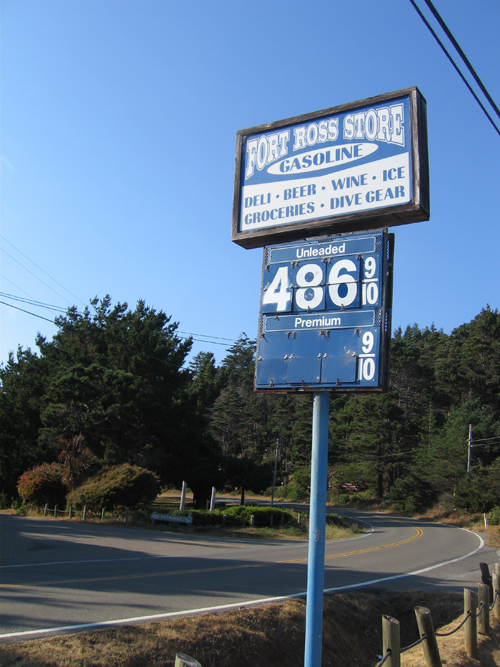 FORT ROSS STORE
GASOLINE
DELI • BEER • WINE • ICE
GROCERIES • DIVE GEAR
Unleaded
486 9/10
Premium
9/10